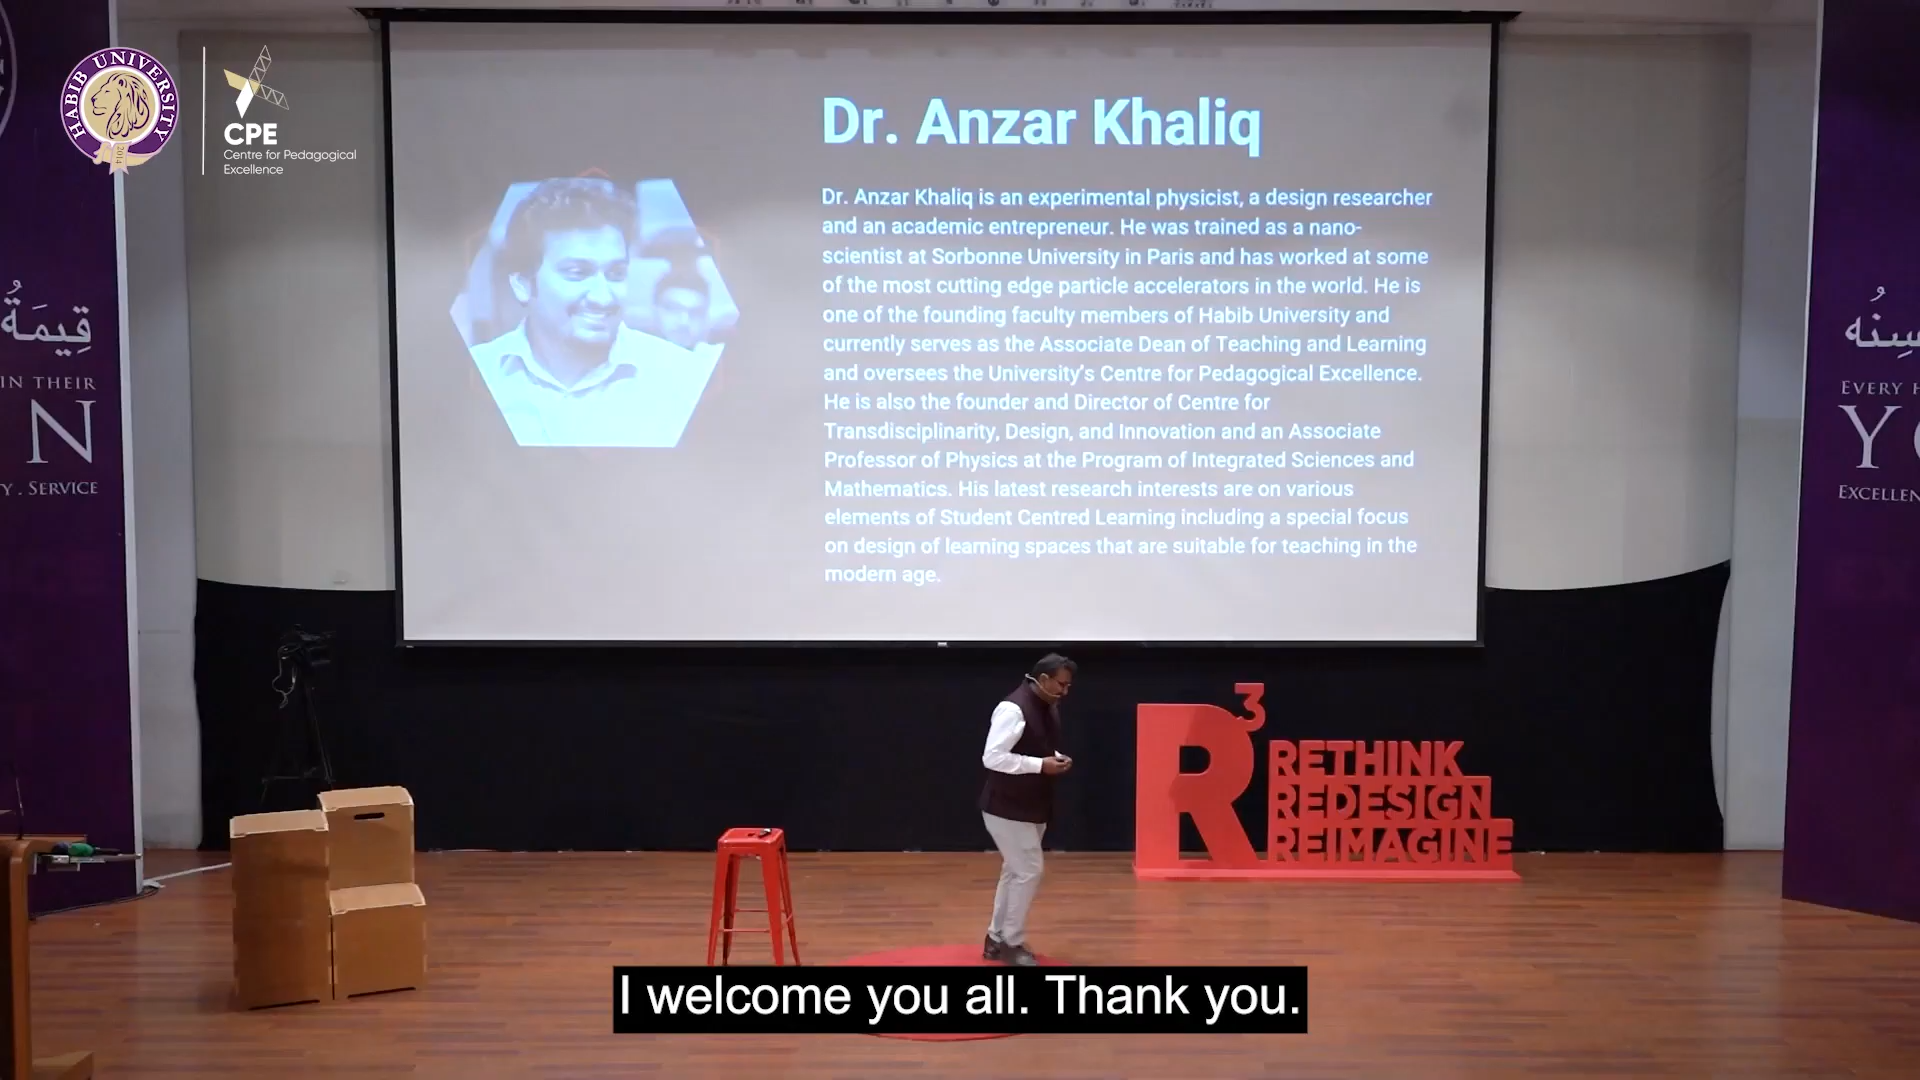 HABIB UNIVERSITY
2014
CPE
Centre for Pedagogical
Excellence
Dr. Anzar Khaliq
Dr. Anzar Khaliq is an experimental physicist, a design researcher
and an academic entrepreneur. He was trained as a nano-
scientist at Sorbonne University in Paris and has worked at some
of the most cutting edge particle accelerators in the world. He is
one of the founding faculty members of Habib University and
currently serves as the Associate Dean of Teaching and Learning
and oversees the University's Centre for Pedagogical Excellence.
He is also the founder and Director of Centre for
Transdisciplinarity, Design, and Innovation and an Associate
Professor of Physics at the Program of Integrated Sciences and
Mathematics. His latest research interests are on various
elements of Student Centred Learning including a special focus
on design of learning spaces that are suitable for teaching in the
modern age.
قِيمَةُ
IN THEIR
N
Y . SERVICE
EVERY
Y
EXCELLEN
R3
RETHINK
REDESIGN
REIMAGINE
I welcome you all. Thank you.